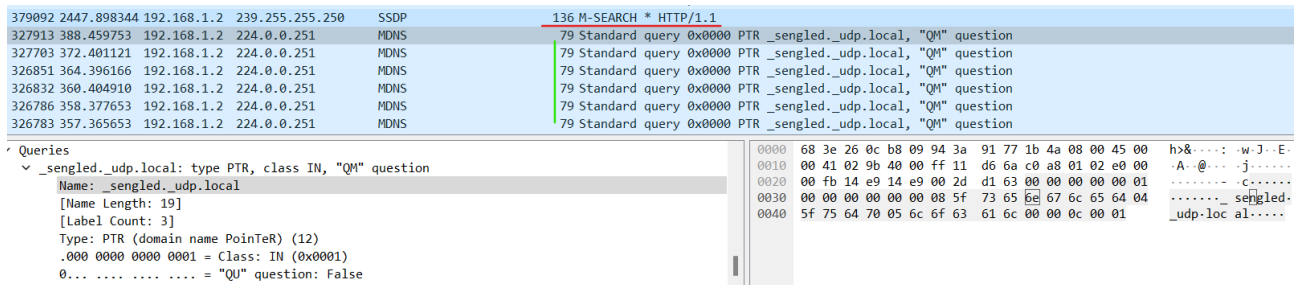 379092 2447.898344 192.168.1.2 239.255.255.250 SSDP 136 M-SEARCH * HTTP/1.1
327913 388.459753 192.168.1.2 224.0.0.251 MDNS 79 Standard query 0x0000 PTR _sengled._udp.local, "QM" question
327703 372.401121 192.168.1.2 224.0.0.251 MDNS 79 Standard query 0x0000 PTR _sengled._udp.local, "QM" question
326851 364.396166 192.168.1.2 224.0.0.251 MDNS 79 Standard query 0x0000 PTR _sengled._udp.local, "QM" question
326832 360.404910 192.168.1.2 224.0.0.251 MDNS 79 Standard query 0x0000 PTR _sengled._udp.local, "QM" question
326786 358.377653 192.168.1.2 224.0.0.251 MDNS 79 Standard query 0x0000 PTR _sengled._udp.local, "QM" question
326783 357.365653 192.168.1.2 224.0.0.251 MDNS 79 Standard query 0x0000 PTR _sengled._udp.local, "QM" question
Queries
_sengled._udp.local: type PTR, class IN, "QM" question
Name: _sengled._udp.local
[Name Length: 19]
[Label Count: 3]
Type: PTR (domain name PoinTeR) (12)
.000 0000 0000 0001 = Class: IN (0x0001)
0... .... .... .... = "QU" question: False
0000 68 3e 26 0c b8 09 94 3a 91 77 1b 4a 08 00 45 00 h>&····: ·w·J··E·
0010 00 41 02 9b 40 00 ff 11 d6 6a c0 a8 01 02 e0 00 ·A··@··· ·j······
0020 00 fb 14 e9 14 e9 00 2d d1 63 00 00 00 00 00 01 ·······- ·c······
0030 00 00 00 00 00 00 08 5f 73 65 6e 67 6c 65 64 04 ·······_ sengled·
0040 5f 75 64 70 05 6c 6f 63 61 6c 00 00 0c 00 01 _udp·loc al·····